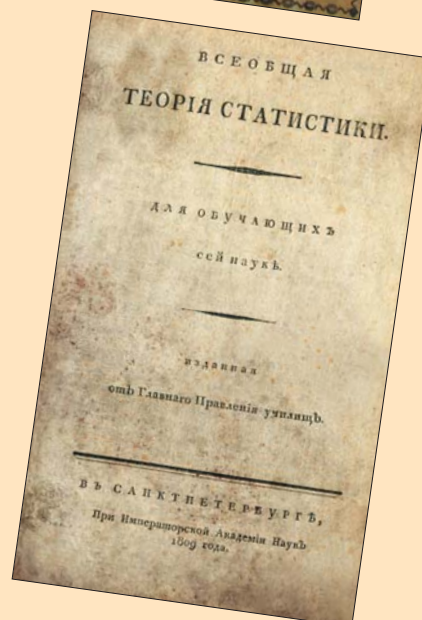 ВСЕОБЩАЯ
ТЕОРІЯ СТАТИСТИКИ.
ДЛЯ ОБУЧАЮЩИХЪ
сей наукѣ.
изданная
отЪ Главнаго Правленія училищЪ.
ВЪ САНКТПЕТЕРБУРГѢ,
При Императорской Академіи НаукЪ
1809 года.